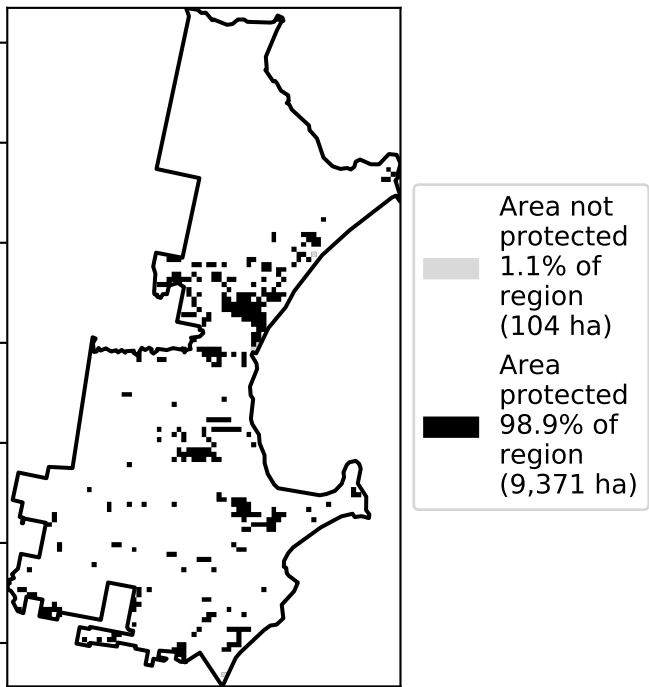 Area not
protected
1.1% of
region
(104 ha)
Area
protected
98.9% of
region
(9,371 ha)